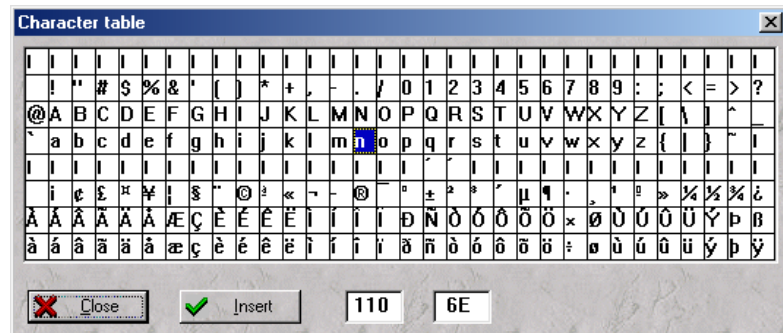 Character table
! " # $ % & ' ( ) * + , - . / 0 1 2 3 4 5 6 7 8 9 : ; < = > ?
@ A B C D E F G H I J K L M N O P Q R S T U V W X Y Z [ \ ] ^ _
` a b c d e f g h i j k l m n o p q r s t u v w x y z { | } ~
¡ ¢ £ ¤ ¥ ¦ § ¨ © ª « ¬ - ® ¯ ° ± ² ³ ´ µ ¶ · ¸ ¹ º » ¼ ½ ¾ ¿
À Á Â Ã Ä Å Æ Ç È É Ê Ë Ì Í Î Ï Ð Ñ Ò Ó Ô Õ Ö × Ø Ù Ú Û Ü Ý Þ ß
à á â ã ä å æ ç è é ê ë ì í î ï ð ñ ò ó ô õ ö ÷ ø ù ú û ü ý þ ÿ
Close Insert 110 6E